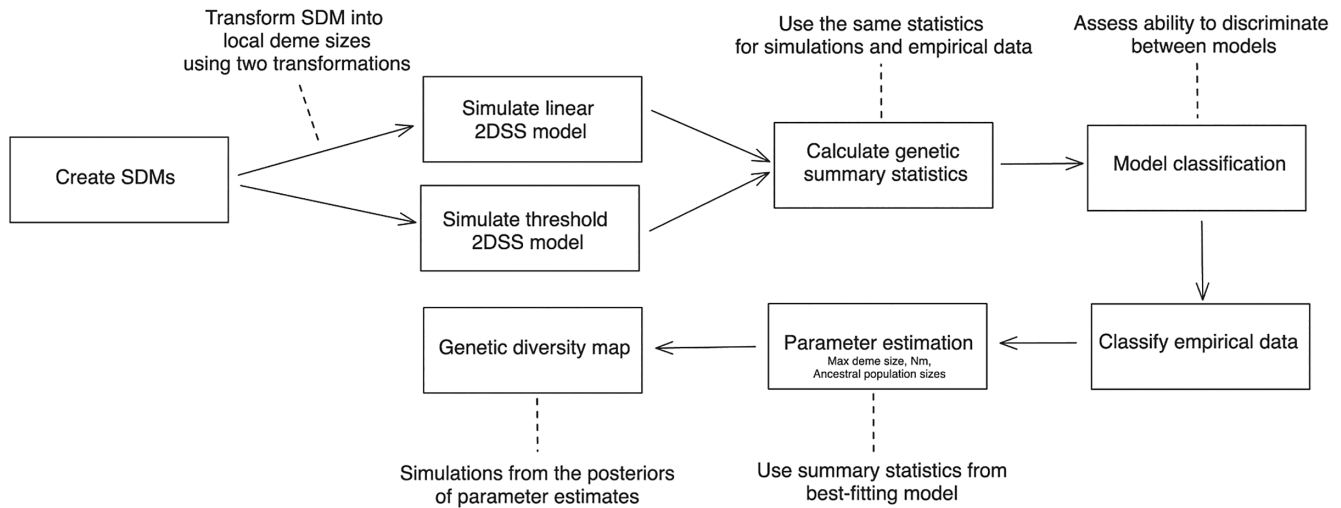 Transform SDM into
local deme sizes
using two transformations
Use the same statistics
for simulations and empirical data
Assess ability to discriminate
between models
Create SDMs
Simulate linear
2DSS model
Simulate threshold
2DSS model
Calculate genetic
summary statistics
Model classification
Classify empirical data
Parameter estimation
Max deme size, Nm,
Ancestral population sizes
Genetic diversity map
Use summary statistics from
best-fitting model
Simulations from the posteriors
of parameter estimates